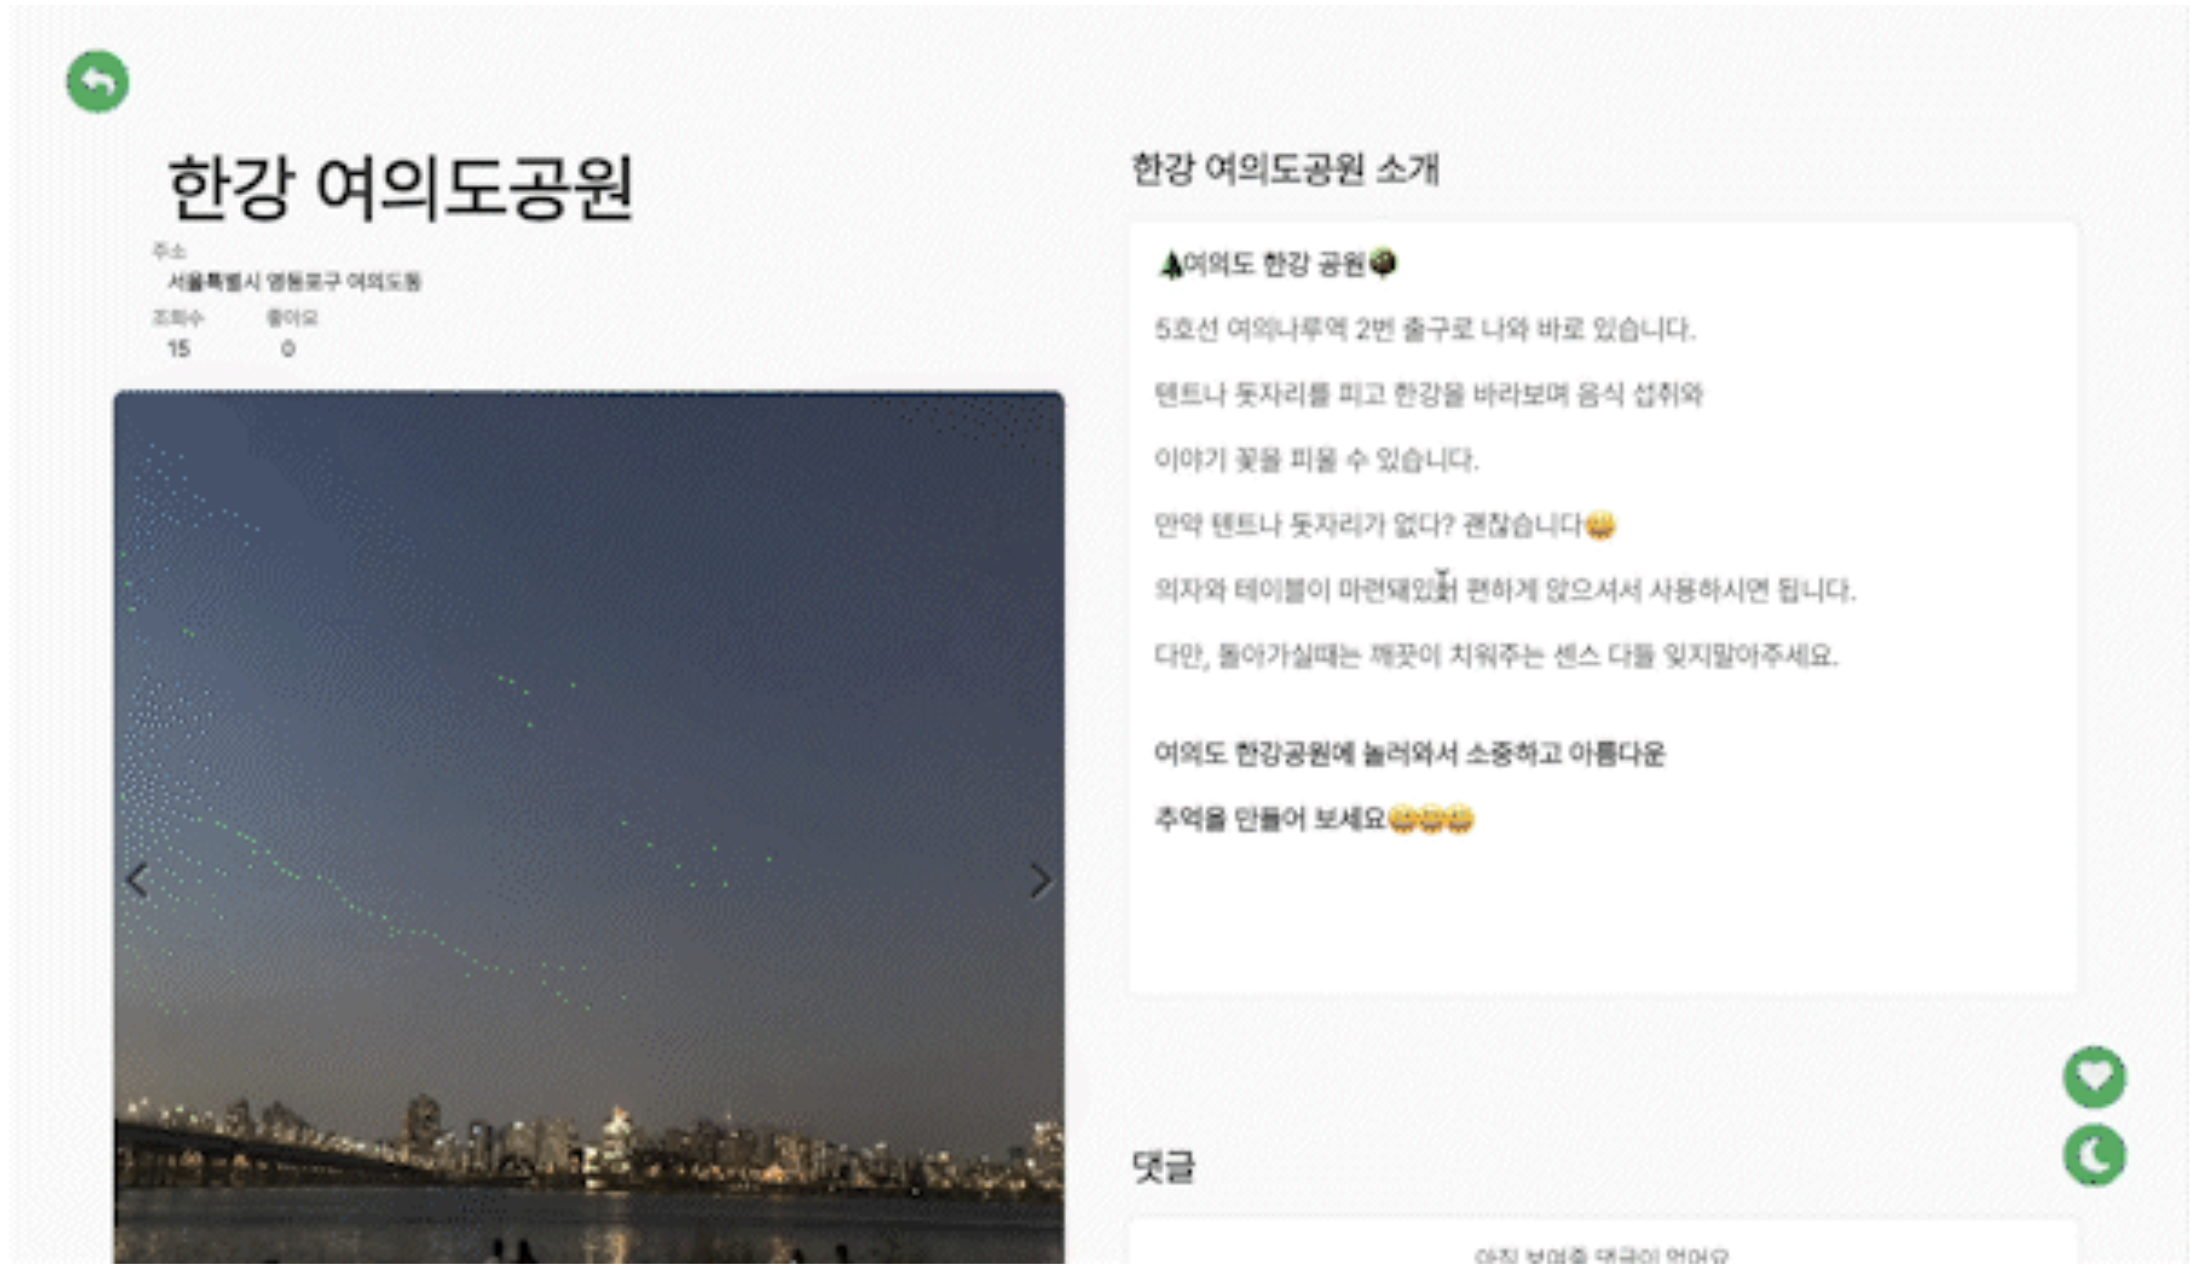 한강 여의도공원
주소
서울특별시 영등포구 여의도동
조회수 좋아요
15 0
한강 여의도공원 소개
🌲여의도 한강 공원🌳
5호선 여의나루역 2번 출구로 나와 바로 있습니다.
텐트나 돗자리를 피고 한강을 바라보며 음식 섭취와
이야기 꽃을 피울 수 있습니다.
만약 텐트나 돗자리가 없다? 괜찮습니다😀
의자와 테이블이 마련돼있어 편하게 앉으셔서 사용하시면 됩니다.
다만, 돌아가실때는 깨끗이 치워주는 센스 다들 잊지말아주세요.
여의도 한강공원에 놀러와서 소중하고 아름다운
추억을 만들어 보세요😀😀😀
댓글
아직 보여줄 댓글이 없어요